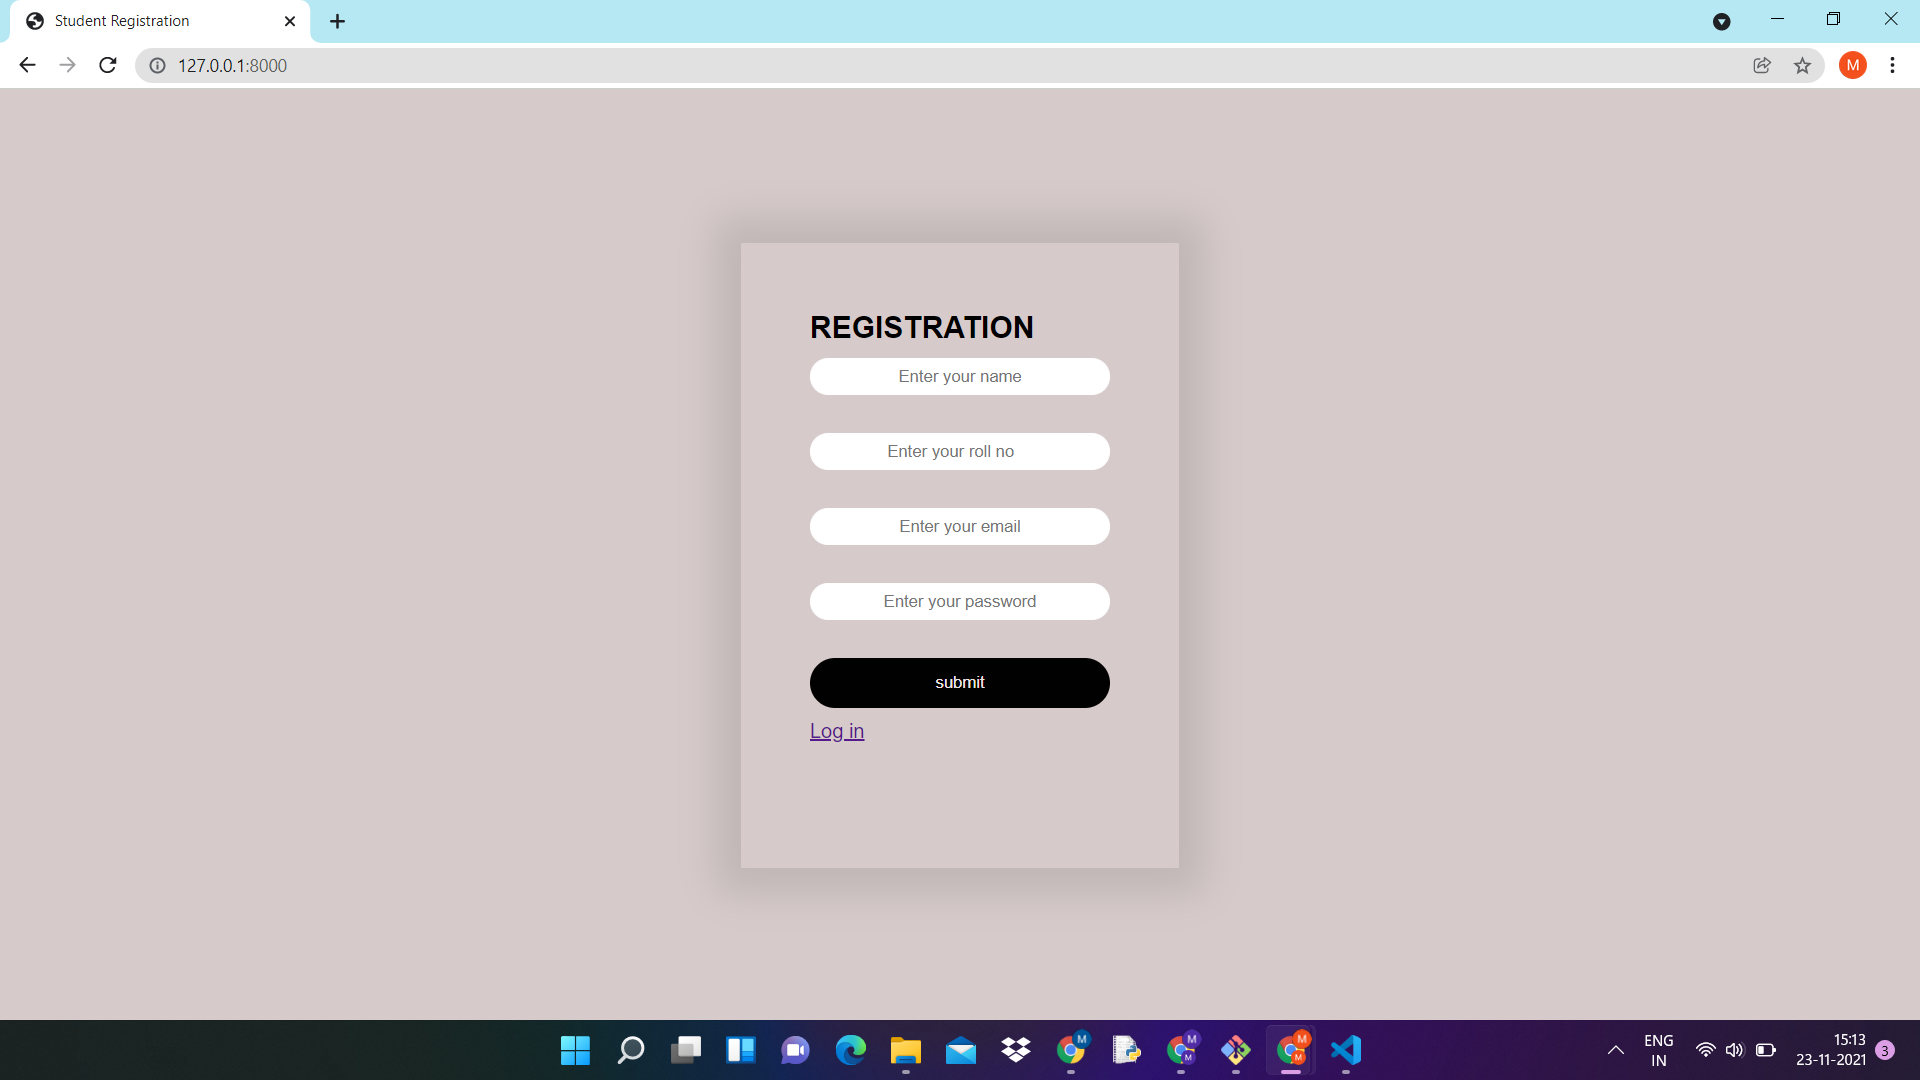 Student Registration
127.0.0.1:8000
M
REGISTRATION
Enter your name
Enter your roll no
Enter your email
Enter your password
submit
Log in
M
M
M
M
M
ENG
IN
15:13
23-11-2021
3